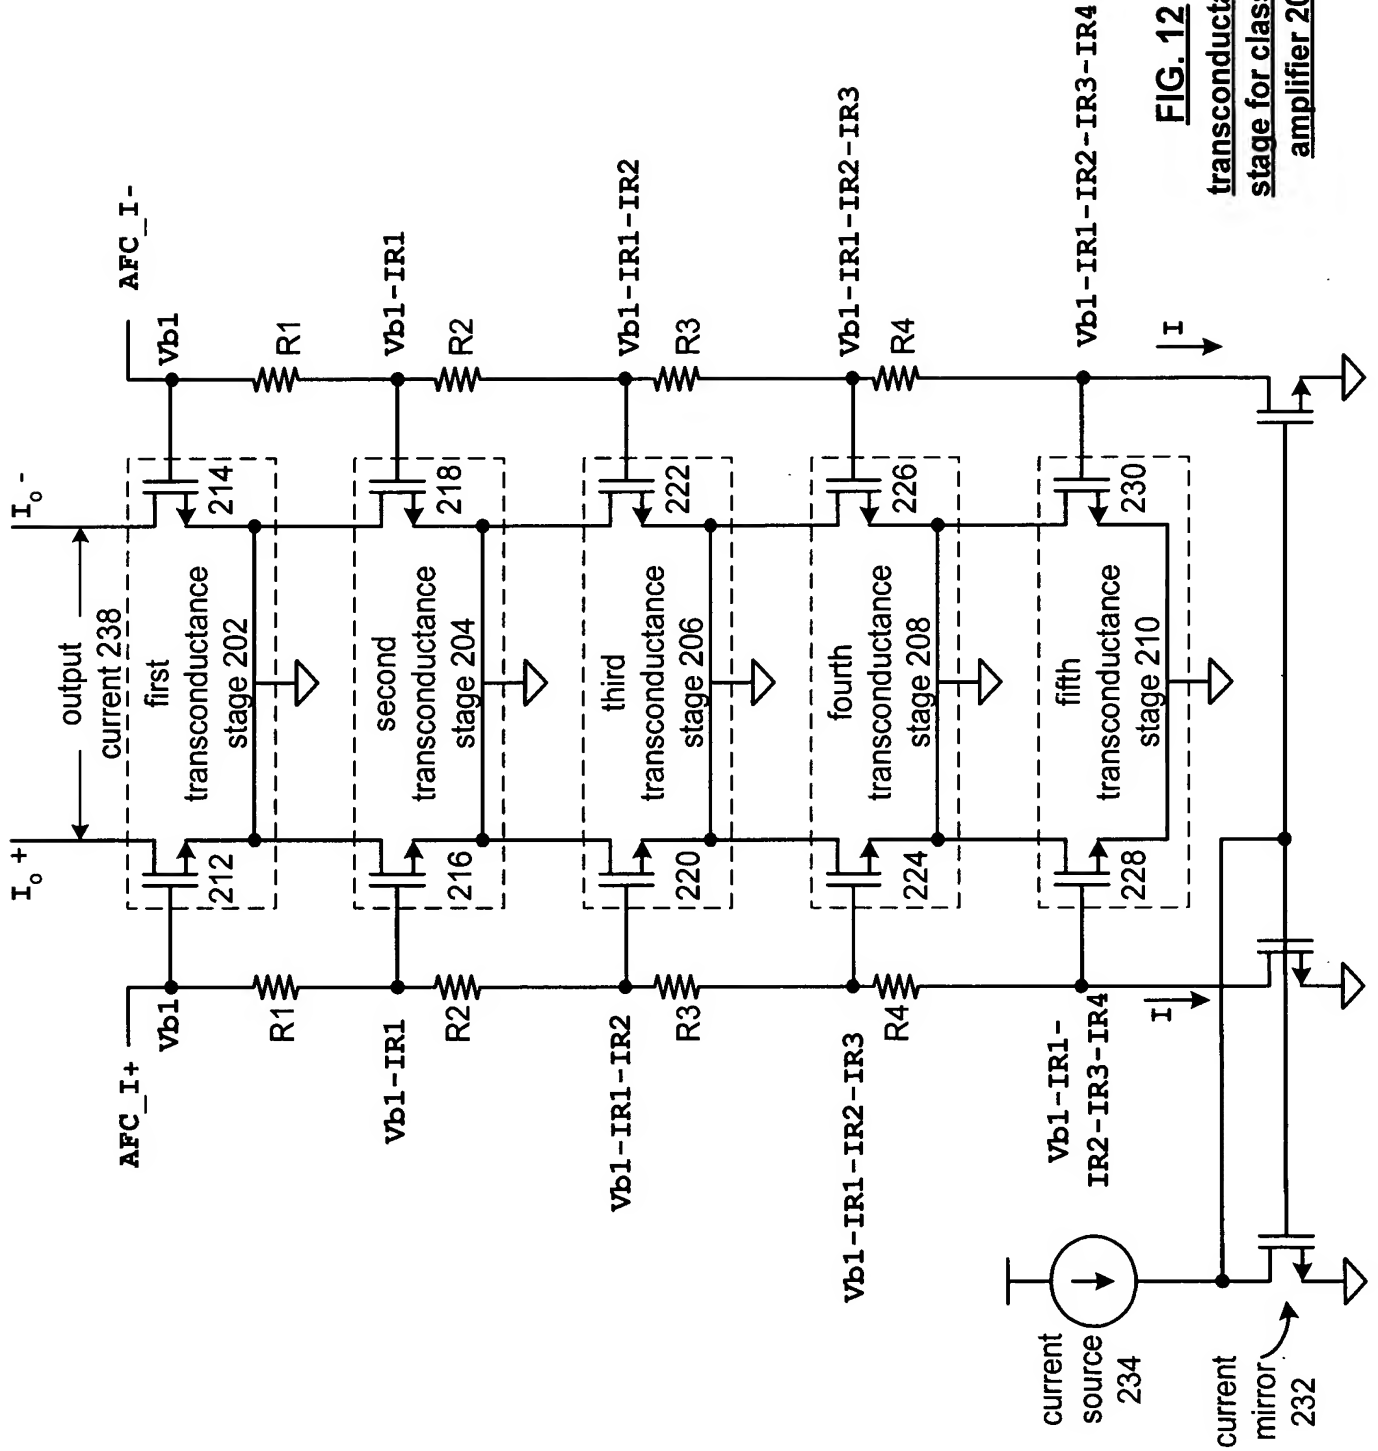 AFC_I+
Vb1
R1
Vb1-IR1
R2
Vb1-IR1-IR2
R3
Vb1-IR1-IR2-IR3
R4
Vb1-IR1-
IR2-IR3-IR4
I
Io +
Io -
output
current 238
212
first
transconductance
stage 202
214
216
second
transconductance
stage 204
218
220
third
transconductance
stage 206
222
224
fourth
transconductance
stage 208
226
228
fifth
transconductance
stage 210
230
AFC_I-
Vb1
R1
Vb1-IR1
R2
Vb1-IR1-IR2
R3
Vb1-IR1-IR2-IR3
R4
Vb1-IR1-IR2-IR3-IR4
I
current
source
234
current
mirror
232
FIG. 12
stage for class
amplifier